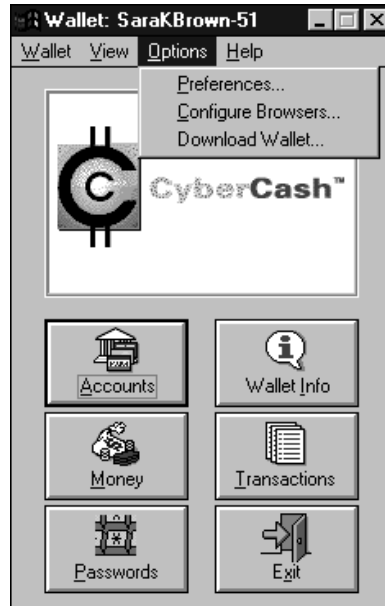 Wallet: SaraKBrown-51
Wallet View Options Help
Preferences...
Configure Browsers...
Download Wallet...
CyberCash™
Accounts
Wallet Info
Money
Transactions
Passwords
Exit